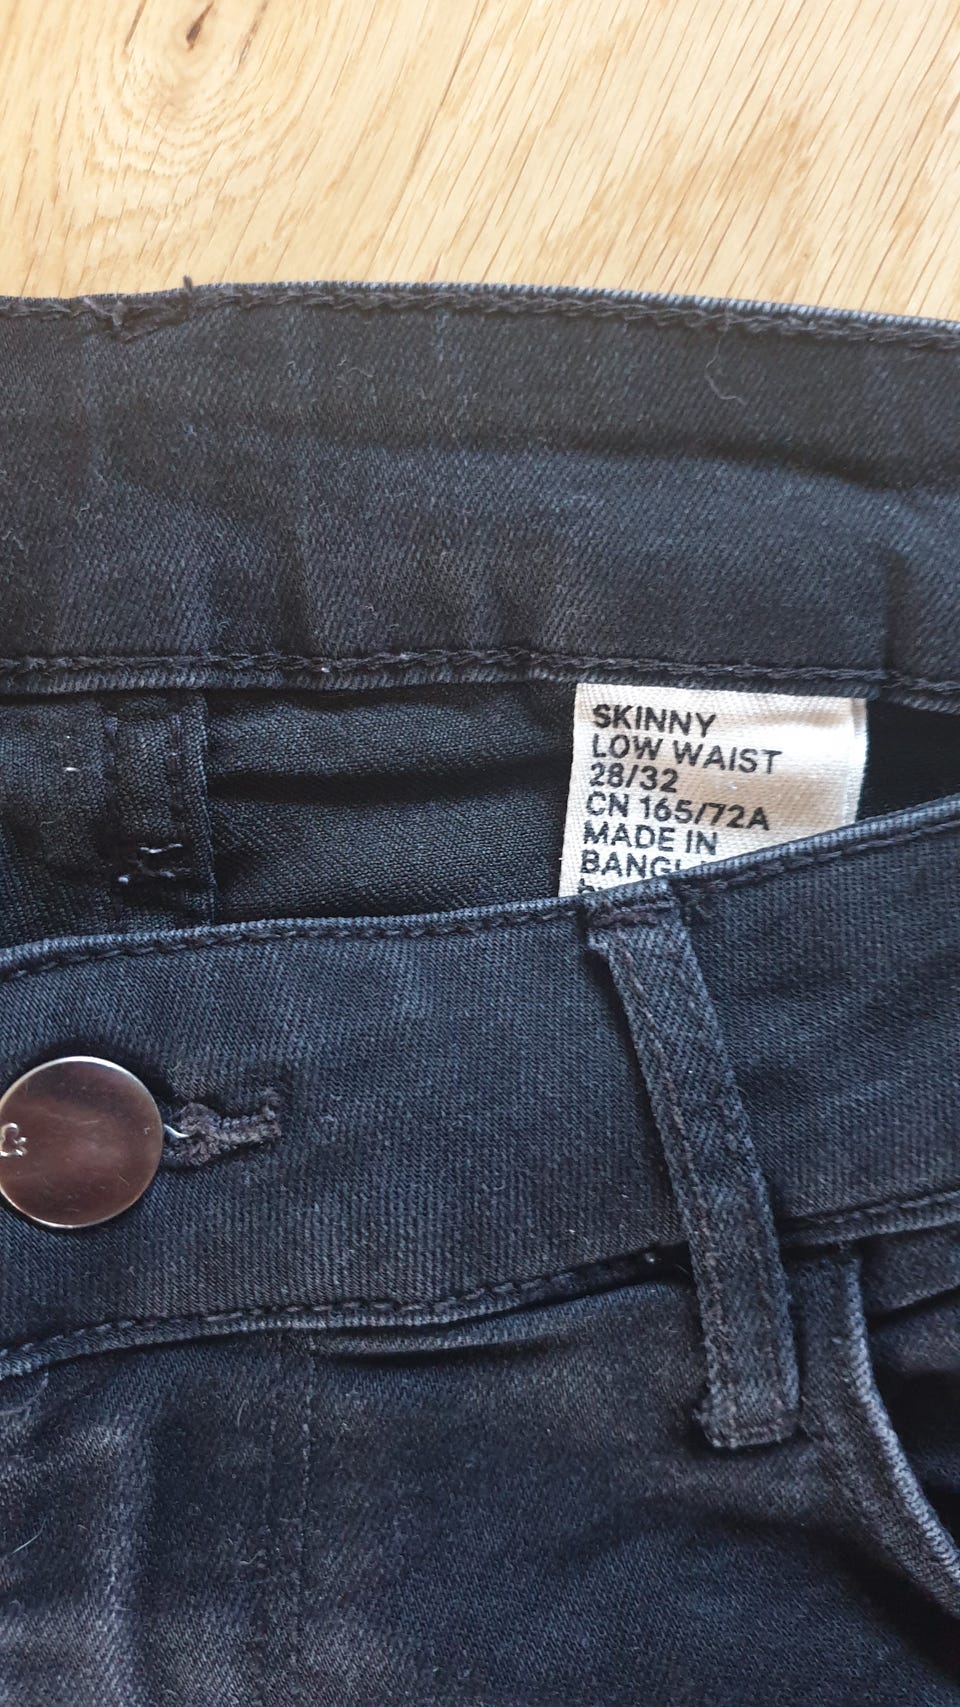 SKINNY
LOW WAIST
28/32
CN 165/72A
MADE IN